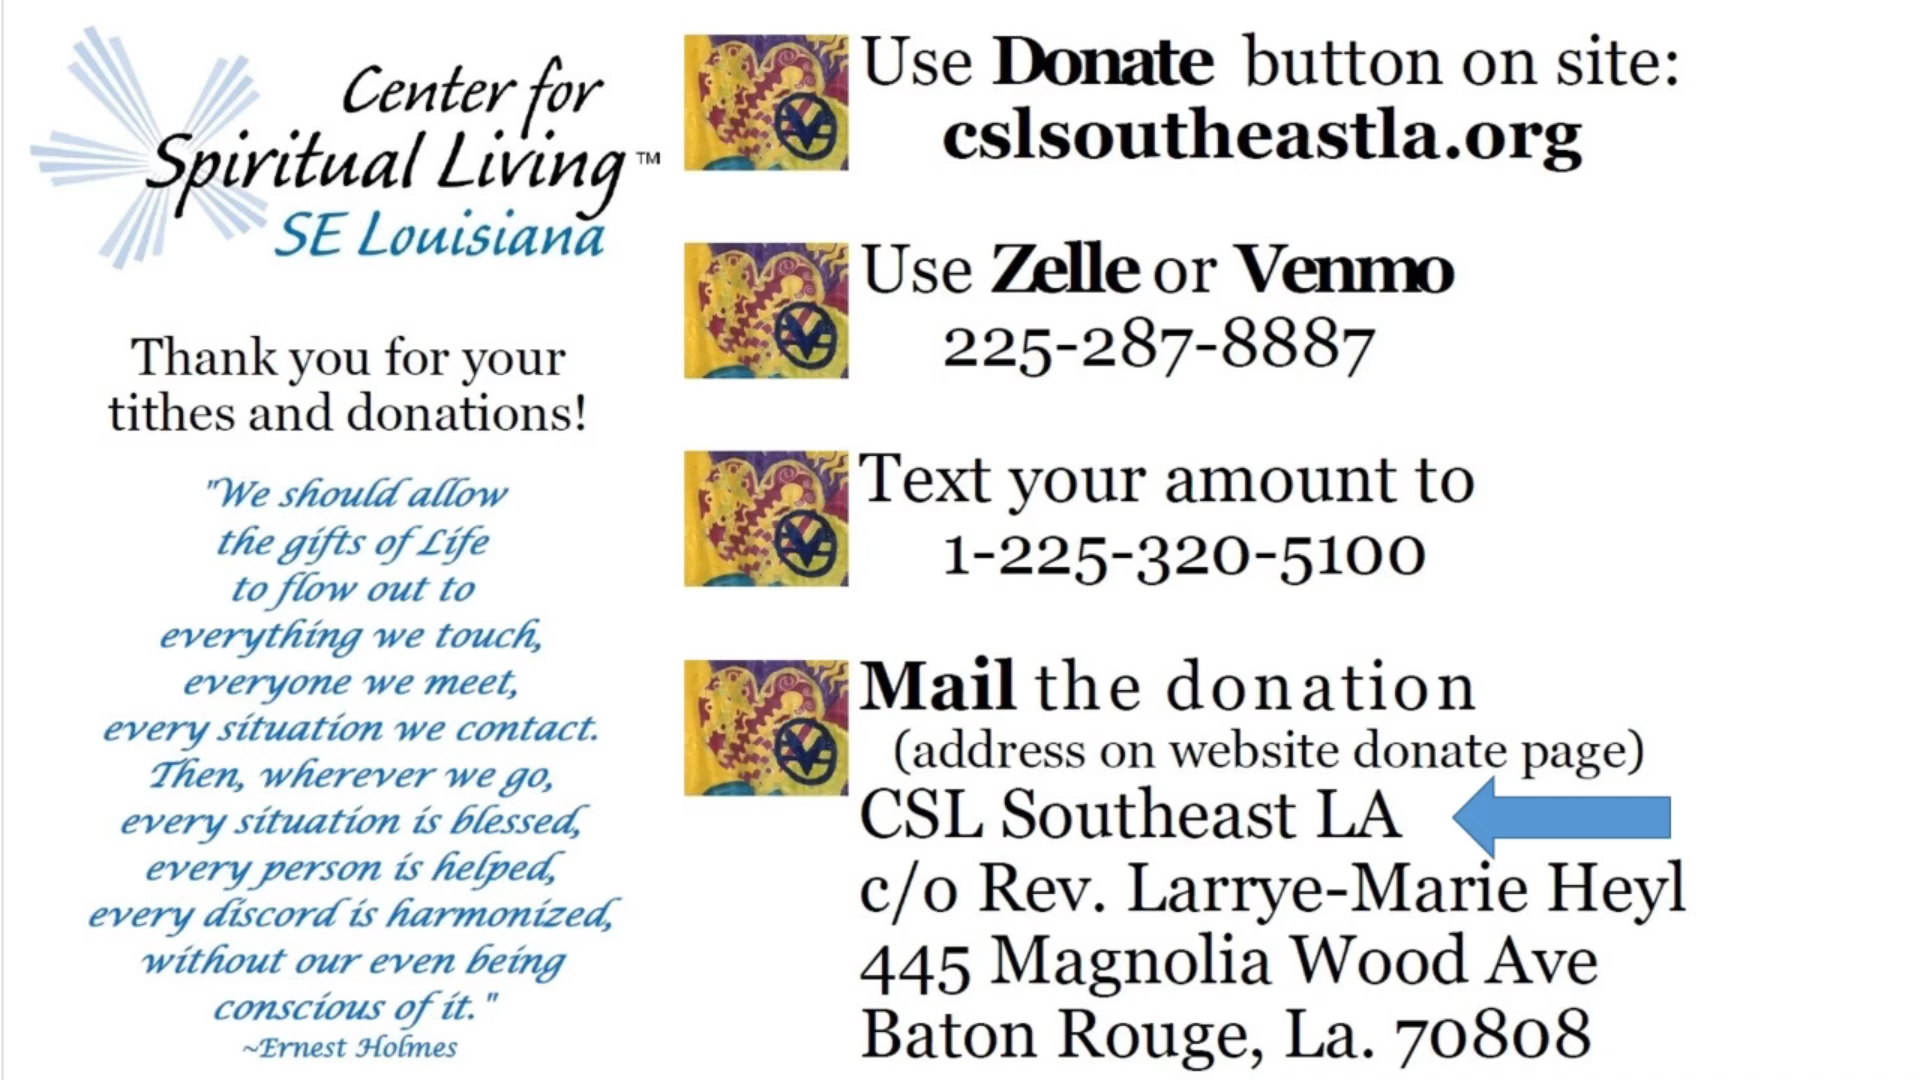 Center for
Spiritual Living™
SE Louisiana
Thank you for your
tithes and donations!
"We should allow
the gifts of Life
to flow out to
everything we touch,
everyone we meet,
every situation we contact.
Then, wherever we go,
every situation is blessed,
every person is helped,
every discord is harmonized,
without our even being
conscious of it."
~Ernest Holmes
Use Donate button on site:
cslsoutheastla.org
Use Zelle or Venmo
225-287-8887
Text your amount to
1-225-320-5100
Mail the donation
(address on website donate page)
CSL Southeast LA
c/o Rev. Larrye-Marie Heyl
445 Magnolia Wood Ave
Baton Rouge, La. 70808